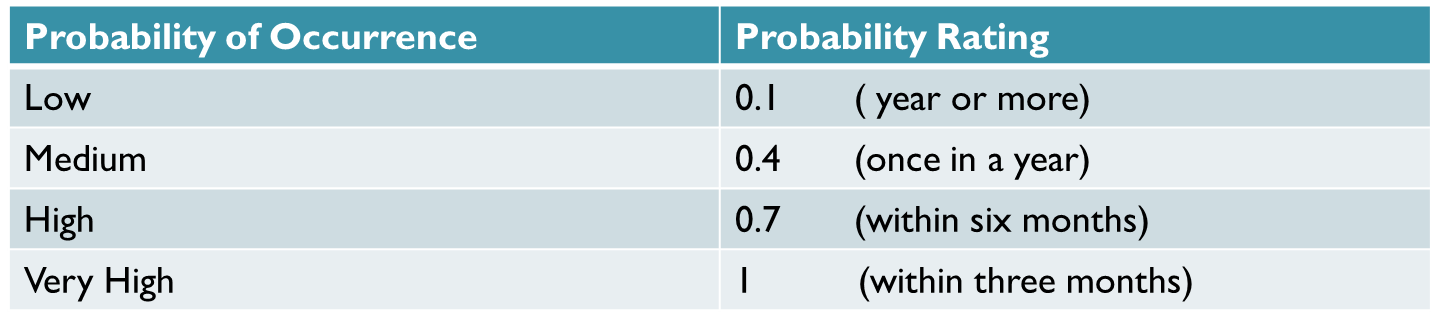 Probability of Occurrence Probability Rating
Low 0.1 ( year or more)
Medium 0.4 (once in a year)
High 0.7 (within six months)
Very High 1 (within three months)